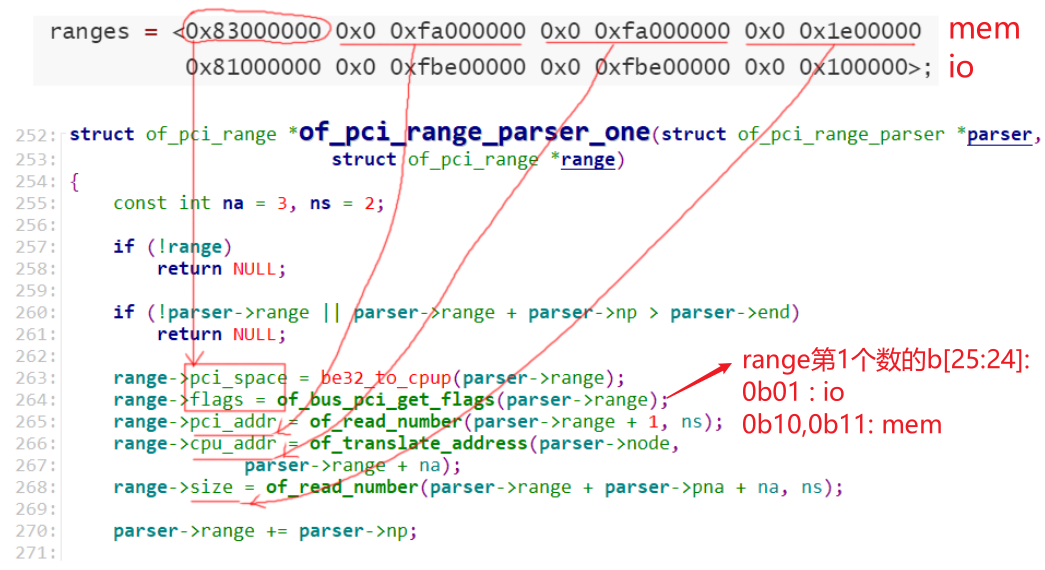 ranges = <0x83000000 0x0 0xfa000000 0x0 0xfa000000 0x0 0x1e00000 mem
0x81000000 0x0 0xfbe00000 0x0 0xfbe00000 0x0 0x100000>; io
252: struct of_pci_range *of_pci_range_parser_one(struct of_pci_range_parser *parser,
253: struct of_pci_range *range)
254: {
255: const int na = 3, ns = 2;
256:
257: if (!range)
258: return NULL;
259:
260: if (!parser->range || parser->range + parser->np > parser->end)
261: return NULL;
262:
263: range->pci_space = be32_to_cpup(parser->range);
264: range->flags = of_bus_pci_get_flags(parser->range);
265: range->pci_addr = of_read_number(parser->range + 1, ns);
266: range->cpu_addr = of_translate_address(parser->node,
267: parser->range + na);
268: range->size = of_read_number(parser->range + parser->pna + na, ns);
269:
270: parser->range += parser->np;
271:
range第1个数的b[25:24]:
0b01 : io
0b10,0b11: mem